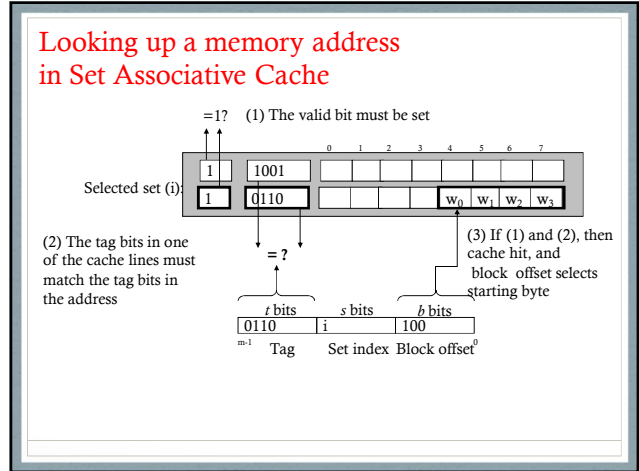 Looking up a memory address
in Set Associative Cache
=1? (1) The valid bit must be set
0 1 2 3 4 5 6 7
1 1001
Selected set (i):
1 0110 w0 w1 w2 w3
(2) The tag bits in one
of the cache lines must
match the tag bits in
the address
= ?
(3) If (1) and (2), then
cache hit, and
block offset selects
starting byte
t bits s bits b bits
0110 i 100
m-1 Tag Set index Block offset 0